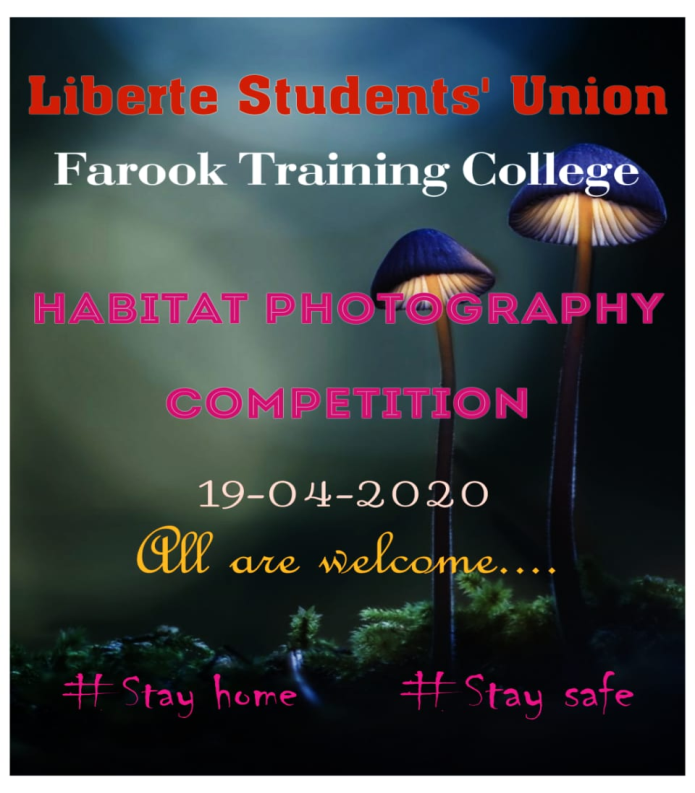 Liberte Students' Union
Farook Training College
HABITAT PHOTOGRAPHY
COMPETITION
19-04-2020
All are welcome....
#Stay home #Stay safe